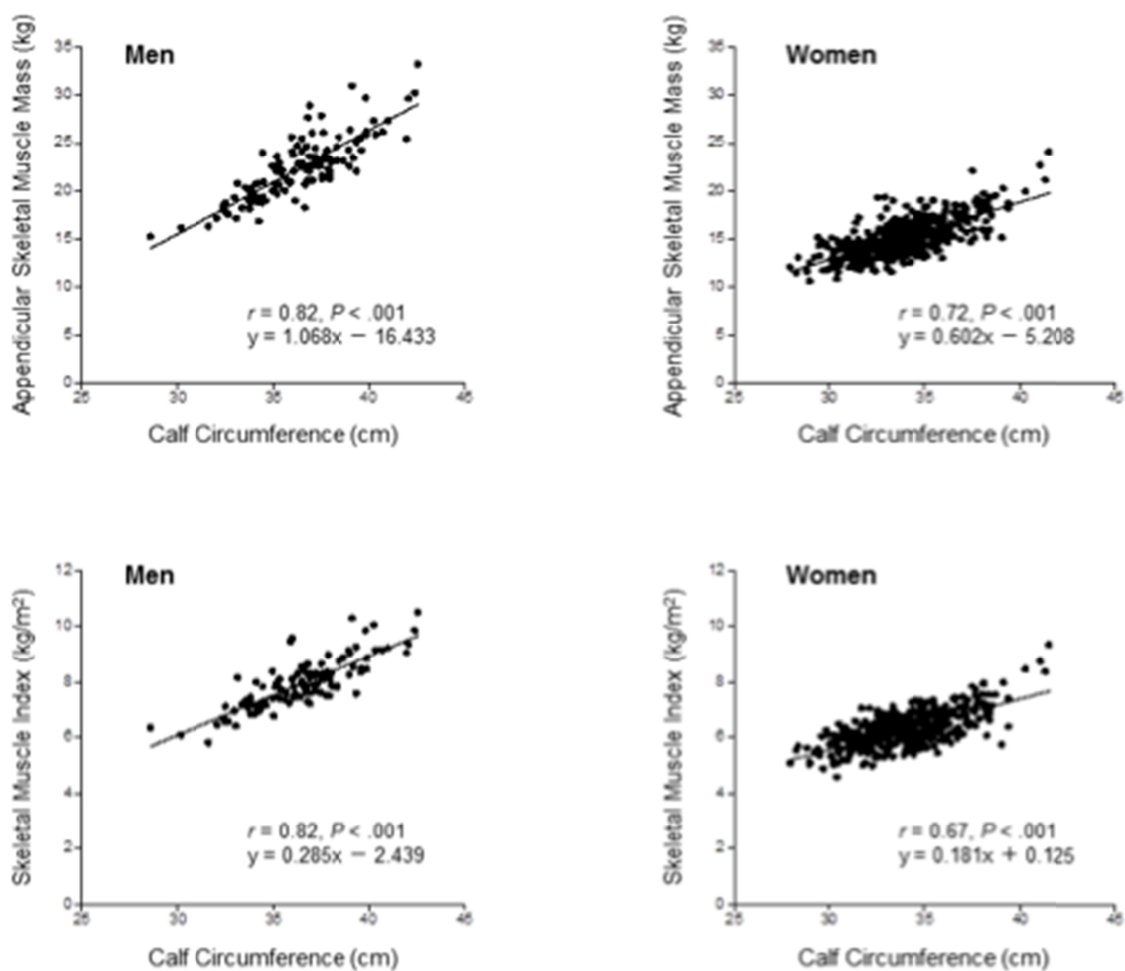 Men
Appendicular Skeletal Muscle Mass (kg)
35
30
25
20
15
10
5
0
r = 0.82, P < .001
y = 1.068x − 16.433
25 30 35 40 45
Calf Circumference (cm)
Women
Appendicular Skeletal Muscle Mass (kg)
35
30
25
20
15
10
5
0
r = 0.72, P < .001
y = 0.602x − 5.208
25 30 35 40 45
Calf Circumference (cm)
Men
Skeletal Muscle Index (kg/m²)
12
10
8
6
4
2
0
r = 0.82, P < .001
y = 0.285x − 2.439
25 30 35 40 45
Calf Circumference (cm)
Women
Skeletal Muscle Index (kg/m²)
12
10
8
6
4
2
0
r = 0.67, P < .001
y = 0.181x + 0.125
25 30 35 40 45
Calf Circumference (cm)